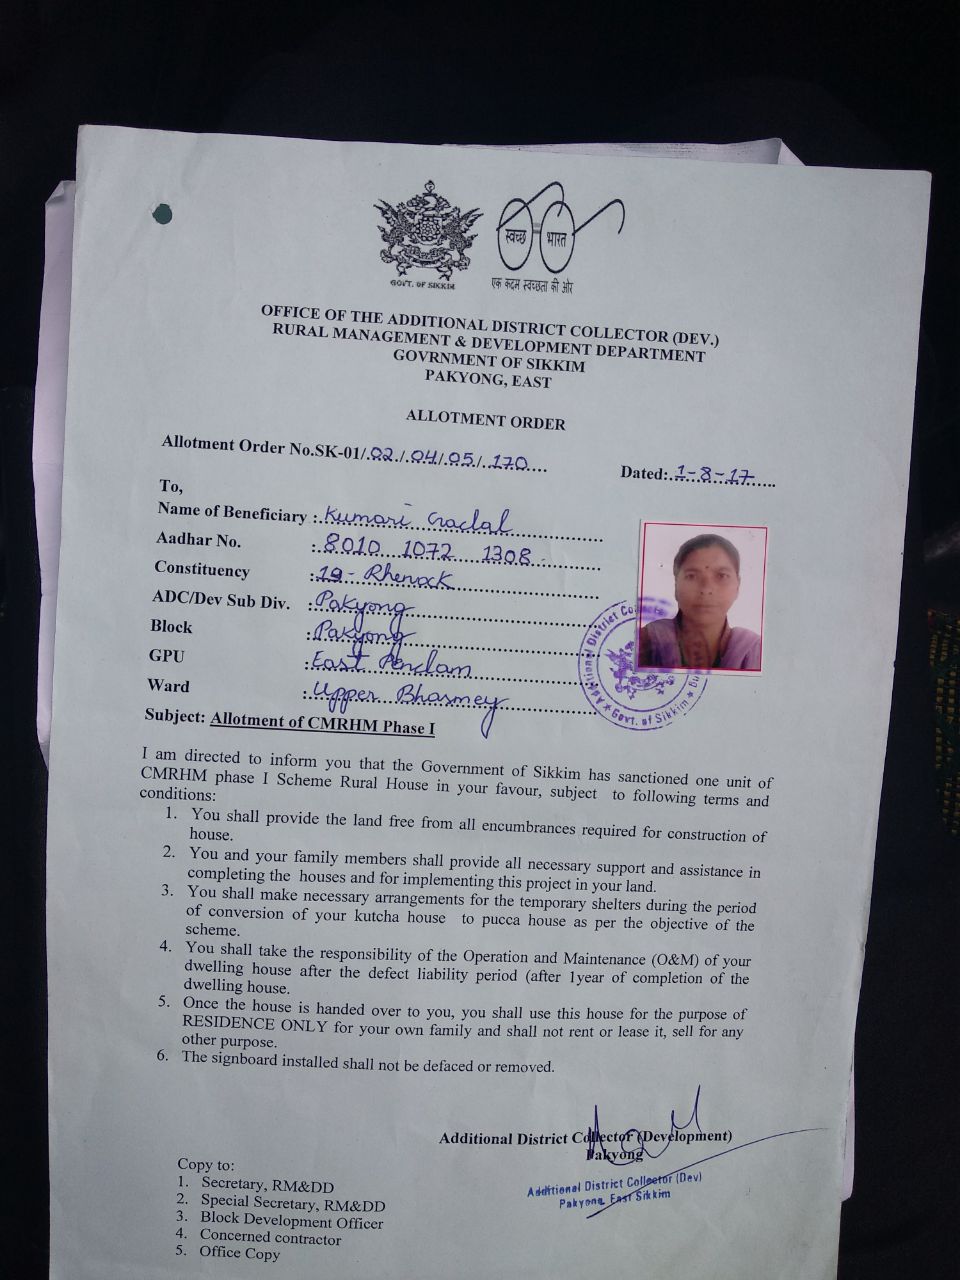 GOVT. OF SIKKIM
स्वच्छ भारत
एक कदम स्वच्छता की ओर
OFFICE OF THE ADDITIONAL DISTRICT COLLECTOR (DEV.)
RURAL MANAGEMENT & DEVELOPMENT DEPARTMENT
GOVRNMENT OF SIKKIM
PAKYONG, EAST
ALLOTMENT ORDER
Allotment Order No.SK-01/.02./.04/.05/.170....
Dated:.1-8-17.....
To,
Name of Beneficiary :.Kumari
Aadhar No. :.8010 1072 1308
Constituency :.19-Rhenock
ADC/Dev Sub Div. :.Pakyong
Block :.Pakyong
GPU :.East Pendam
Ward :.Upper Bhasmey
Additional District Collector
Govt. of Sikkim
Subject: Allotment of CMRHM Phase I
I am directed to inform you that the Government of Sikkim has sanctioned one unit of
CMRHM phase I Scheme Rural House in your favour, subject to following terms and
conditions:
1. You shall provide the land free from all encumbrances required for construction of
house.
2. You and your family members shall provide all necessary support and assistance in
completing the houses and for implementing this project in your land.
3. You shall make necessary arrangements for the temporary shelters during the period
of conversion of your kutcha house to pucca house as per the objective of the
scheme.
4. You shall take the responsibility of the Operation and Maintenance (O&M) of your
dwelling house after the defect liability period (after 1year of completion of the
dwelling house.
5. Once the house is handed over to you, you shall use this house for the purpose of
RESIDENCE ONLY for your own family and shall not rent or lease it, sell for any
other purpose.
6. The signboard installed shall not be defaced or removed.
Additional District Collector (Development)
Pakyong
Additional District Collector (Dev)
Pakyong, East Sikkim
Copy to:
1. Secretary, RM&DD
2. Special Secretary, RM&DD
3. Block Development Officer
4. Concerned contractor
5. Office Copy